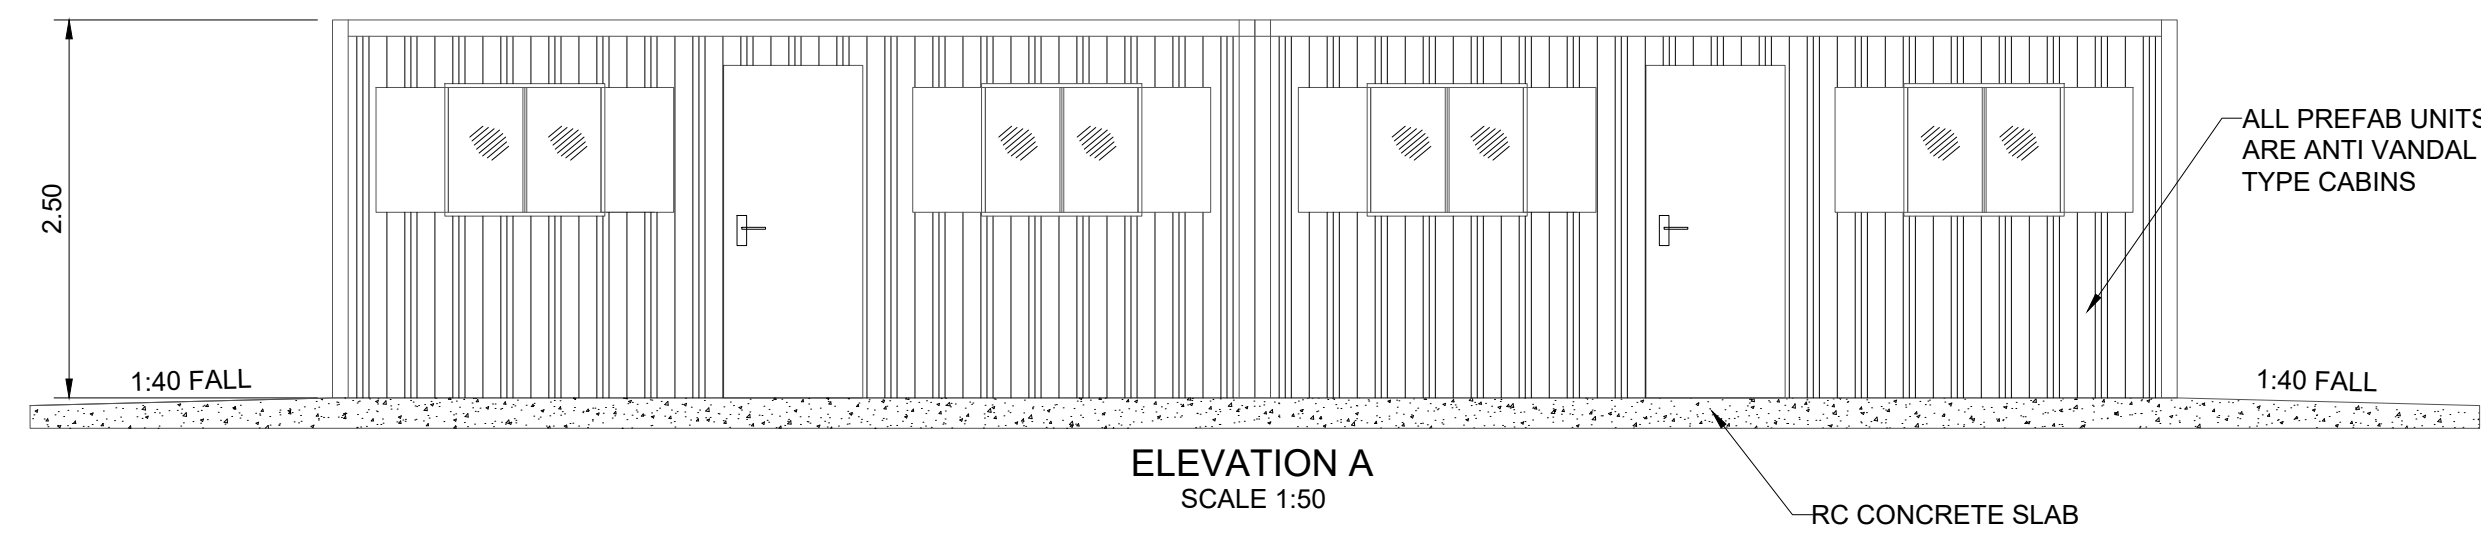 2.50
1:40 FALL
ALL PREFAB UNITS
ARE ANTI VANDAL
TYPE CABINS
1:40 FALL
ELEVATION A
SCALE 1:50
RC CONCRETE SLAB